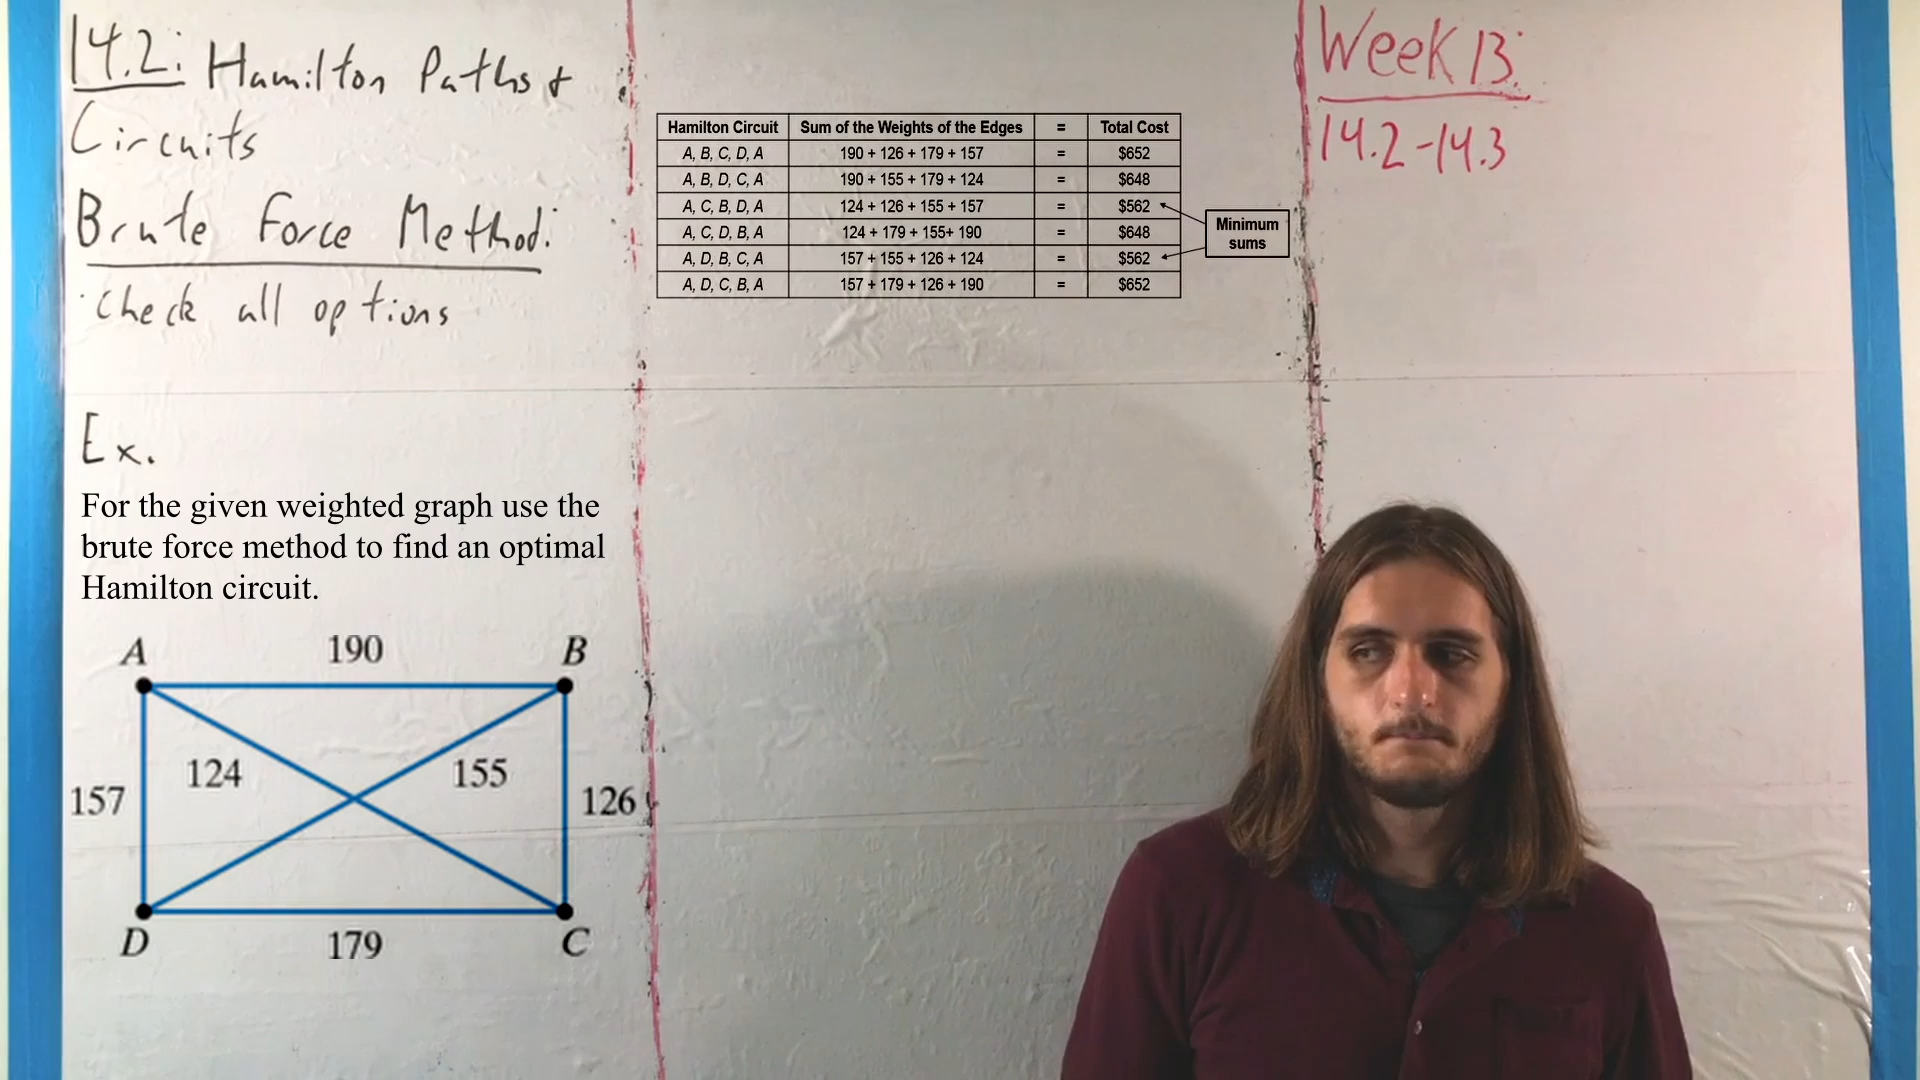 14.2: Hamilton Paths +
Circuits
Brute Force Method:
· Check all options
Ex.
For the given weighted graph use the
brute force method to find an optimal
Hamilton circuit.
A 190 B
124 155
157 126
D 179 C
Hamilton Circuit Sum of the Weights of the Edges = Total Cost
A, B, C, D, A 190 + 126 + 179 + 157 = $652
A, B, D, C, A 190 + 155 + 179 + 124 = $648
A, C, B, D, A 124 + 126 + 155 + 157 = $562
A, C, D, B, A 124 + 179 + 155+ 190 = $648
A, D, B, C, A 157 + 155 + 126 + 124 = $562
A, D, C, B, A 157 + 179 + 126 + 190 = $652
Minimum
sums
Week 13:
14.2-14.3